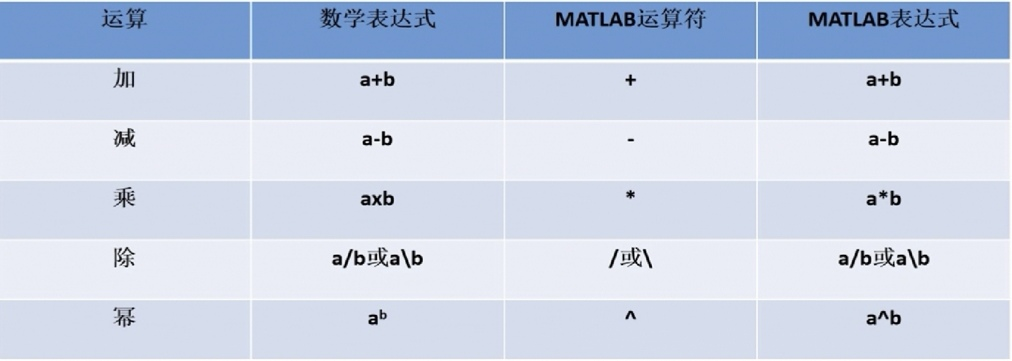 运算 数学表达式 MATLAB运算符 MATLAB表达式
加 a+b + a+b
减 a-b - a-b
乘 axb * a*b
除 a/b或a\b /或\ a/b或a\b
幂 aᵇ ^ a^b